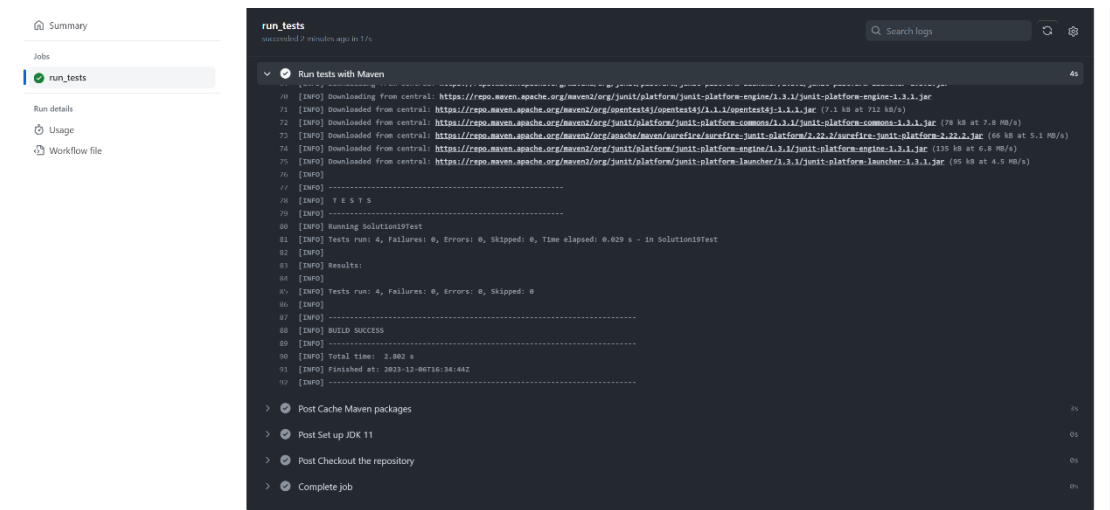 Summary
Jobs
run_tests
Run details
Usage
Workflow file
run_tests
succeeded 2 minutes ago in 17s
Search logs
Run tests with Maven
4s
70 [INFO] Downloading from central: https://repo.maven.apache.org/maven2/org/junit/platform/junit-platform-engine/1.3.1/junit-platform-engine-1.3.1.jar
71 [INFO] Downloaded from central: https://repo.maven.apache.org/maven2/org/opentest4j/opentest4j/1.1.1/opentest4j-1.1.1.jar (7.1 kB at 712 kB/s)
72 [INFO] Downloaded from central: https://repo.maven.apache.org/maven2/org/junit/platform/junit-platform-commons/1.3.1/junit-platform-commons-1.3.1.jar (78 kB at 7.8 MB/s)
73 [INFO] Downloaded from central: https://repo.maven.apache.org/maven2/org/apache/maven/surefire/surefire-junit-platform/2.22.2/surefire-junit-platform-2.22.2.jar (66 kB at 5.1 MB/s)
74 [INFO] Downloaded from central: https://repo.maven.apache.org/maven2/org/junit/platform/junit-platform-engine/1.3.1/junit-platform-engine-1.3.1.jar (135 kB at 6.8 MB/s)
75 [INFO] Downloaded from central: https://repo.maven.apache.org/maven2/org/junit/platform/junit-platform-launcher/1.3.1/junit-platform-launcher-1.3.1.jar (95 kB at 4.5 MB/s)
76 [INFO]
77 [INFO] -------------------------------------------------------
78 [INFO]  T E S T S
79 [INFO] -------------------------------------------------------
80 [INFO] Running Solution19Test
81 [INFO] Tests run: 4, Failures: 0, Errors: 0, Skipped: 0, Time elapsed: 0.029 s - in Solution19Test
82 [INFO]
83 [INFO] Results:
84 [INFO]
85 [INFO] Tests run: 4, Failures: 0, Errors: 0, Skipped: 0
86 [INFO]
87 [INFO] ------------------------------------------------------------------------
88 [INFO] BUILD SUCCESS
89 [INFO] ------------------------------------------------------------------------
90 [INFO] Total time:  2.802 s
91 [INFO] Finished at: 2023-12-06T16:34:44Z
92 [INFO] ------------------------------------------------------------------------
Post Cache Maven packages
3s
Post Set up JDK 11
0s
Post Checkout the repository
0s
Complete job
0s